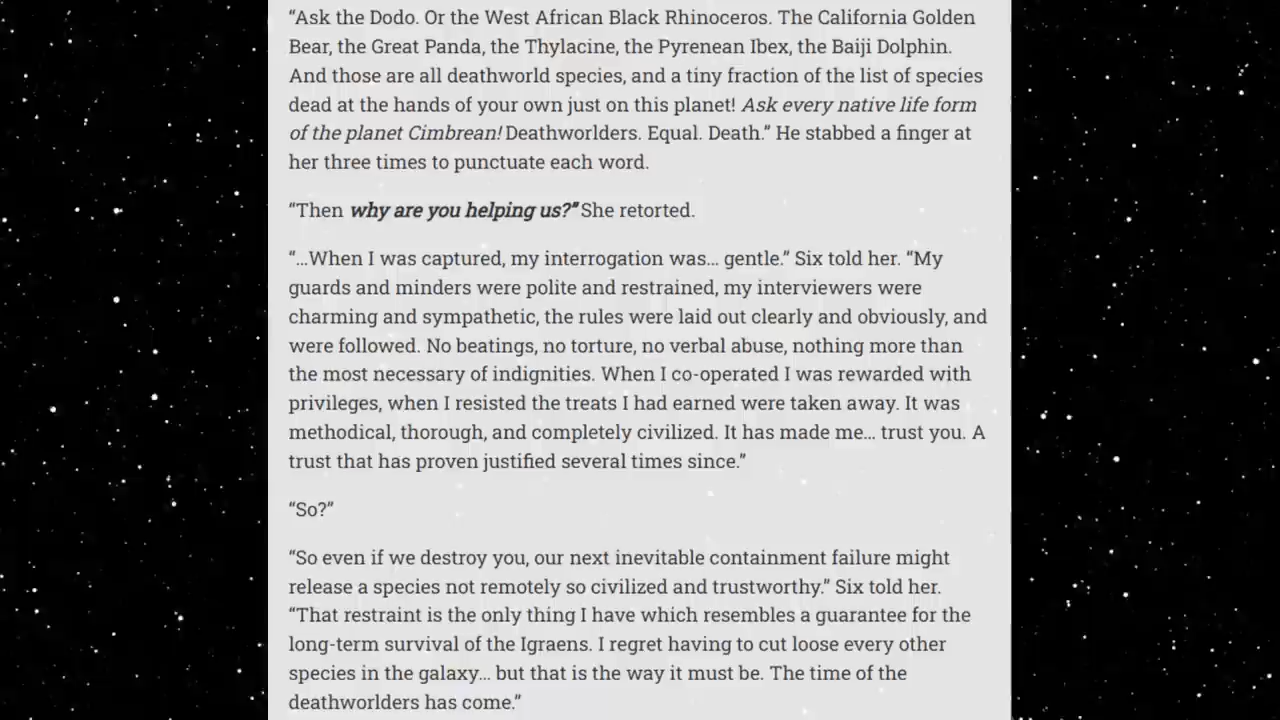 “Ask the Dodo. Or the West African Black Rhinoceros. The California Golden
Bear, the Great Panda, the Thylacine, the Pyrenean Ibex, the Baiji Dolphin.
And those are all deathworld species, and a tiny fraction of the list of species
dead at the hands of your own just on this planet! Ask every native life form
of the planet Cimbrean! Deathworlders. Equal. Death.” He stabbed a finger at
her three times to punctuate each word.
“Then why are you helping us?” She retorted.
“…When I was captured, my interrogation was… gentle.” Six told her. “My
guards and minders were polite and restrained, my interviewers were
charming and sympathetic, the rules were laid out clearly and obviously, and
were followed. No beatings, no torture, no verbal abuse, nothing more than
the most necessary of indignities. When I co-operated I was rewarded with
privileges, when I resisted the treats I had earned were taken away. It was
methodical, thorough, and completely civilized. It has made me… trust you. A
trust that has proven justified several times since.”
“So?”
“So even if we destroy you, our next inevitable containment failure might
release a species not remotely so civilized and trustworthy.” Six told her.
“That restraint is the only thing I have which resembles a guarantee for the
long-term survival of the Igraens. I regret having to cut loose every other
species in the galaxy… but that is the way it must be. The time of the
deathworlders has come.”